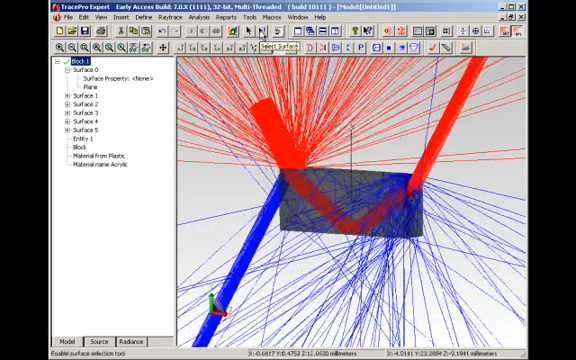 TracePro Expert    Early Access Build: 7.0.X (1111), 32-bit, Multi-Threaded    ( build 10111 ) - [Model:[Untitled1]]
File Edit View Insert Define Analysis Raytrace Reports Tools Macros Window Help
Select Surface
Block 1
Surface 0
Surface Property: <None>
Plane
Surface 1
Surface 2
Surface 3
Surface 4
Surface 5
Entity 1
Block
Material from Plastic
Material name Acrylic
Model Source Radiance
Enable surface selection tool